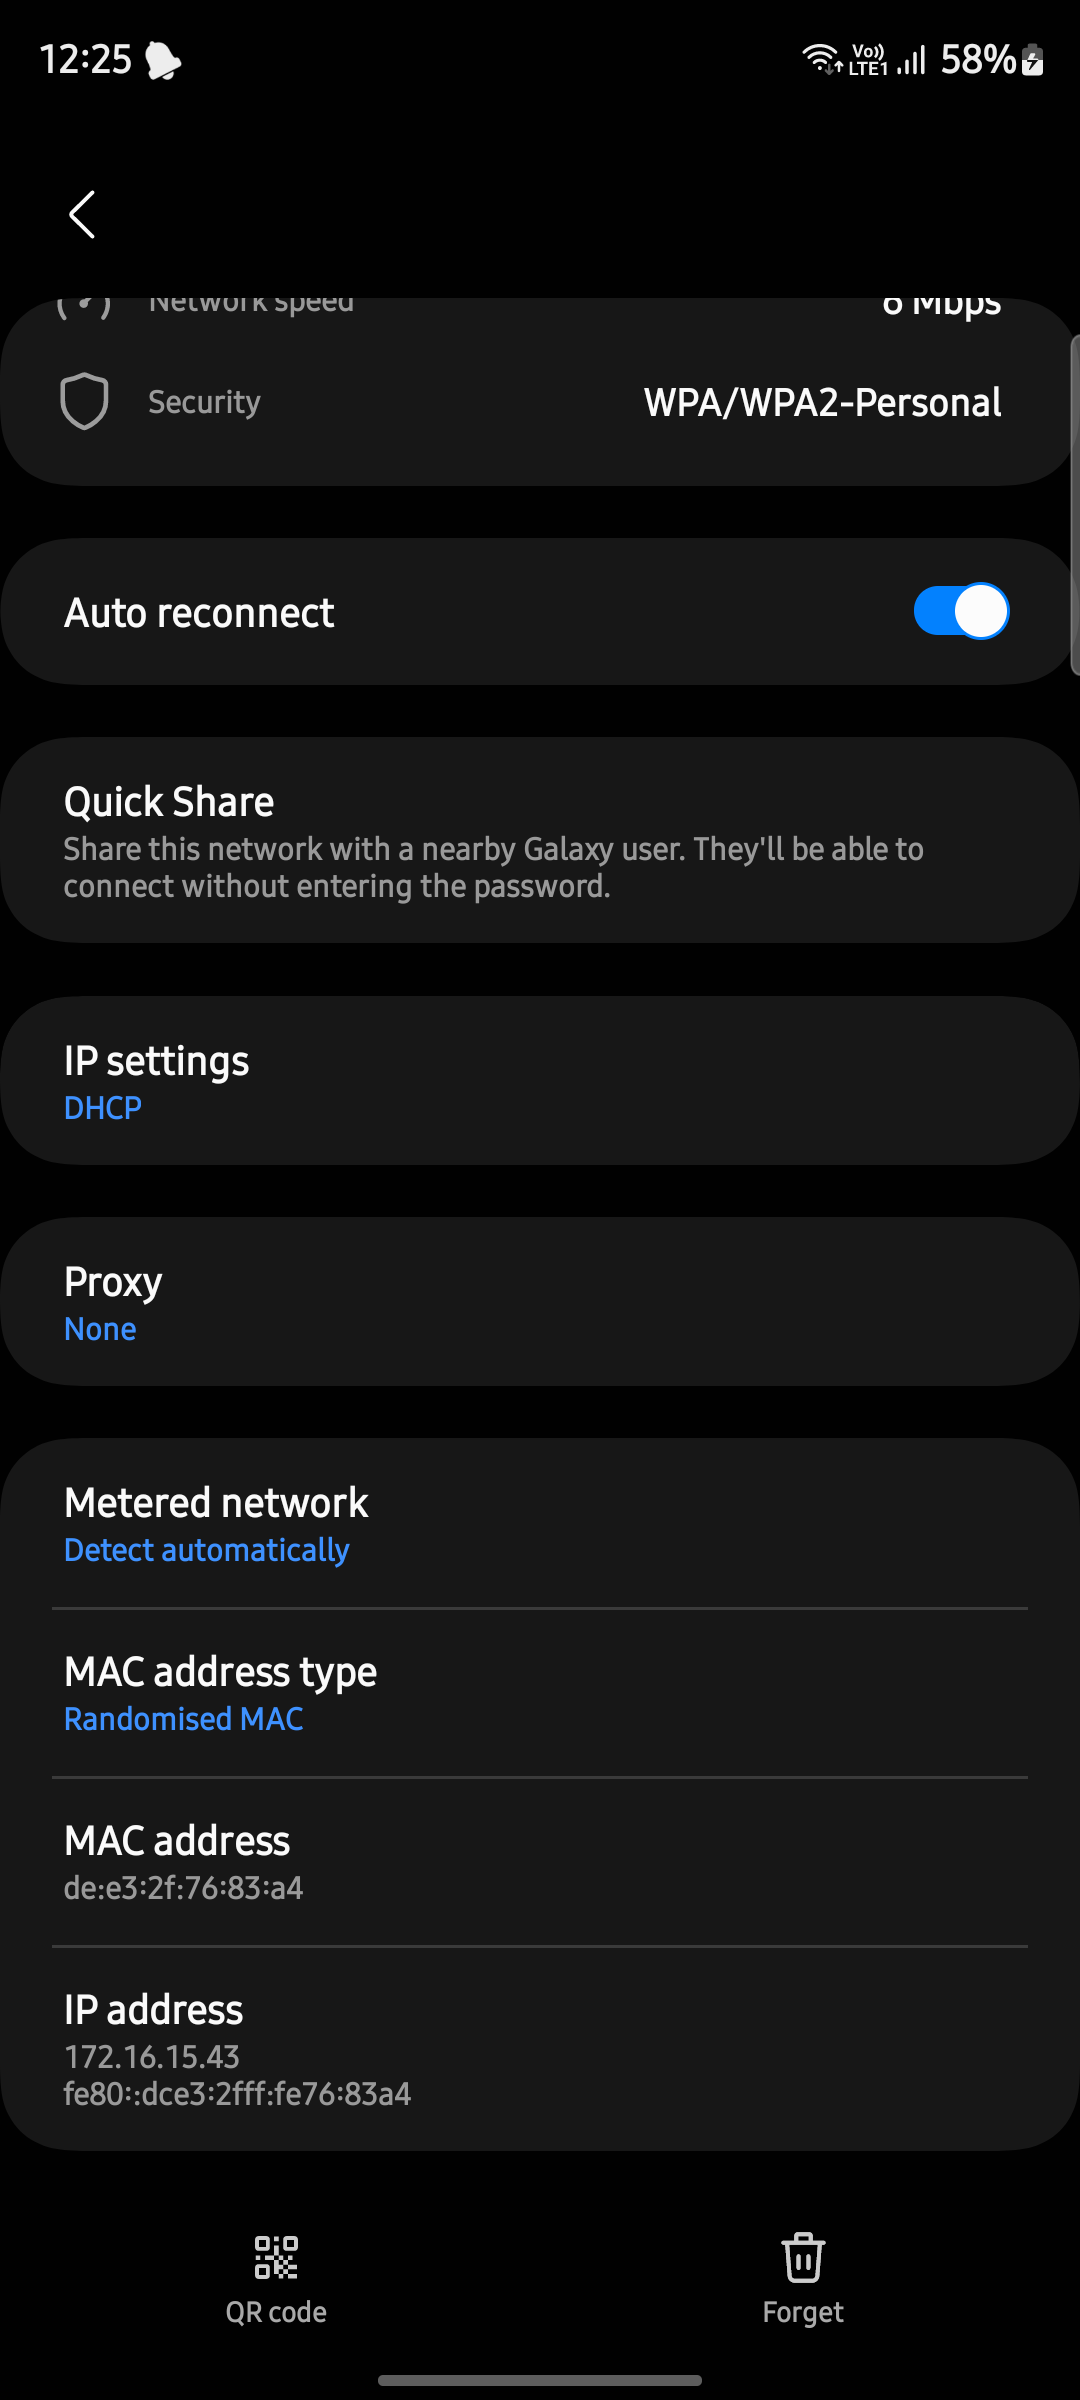 12:25
Vo)) LTE1 58%
Network speed 6 Mbps
Security WPA/WPA2-Personal
Auto reconnect
Quick Share
Share this network with a nearby Galaxy user. They'll be able to
connect without entering the password.
IP settings
DHCP
Proxy
None
Metered network
Detect automatically
MAC address type
Randomised MAC
MAC address
de:e3:2f:76:83:a4
IP address
172.16.15.43
fe80::dce3:2fff:fe76:83a4
QR code Forget